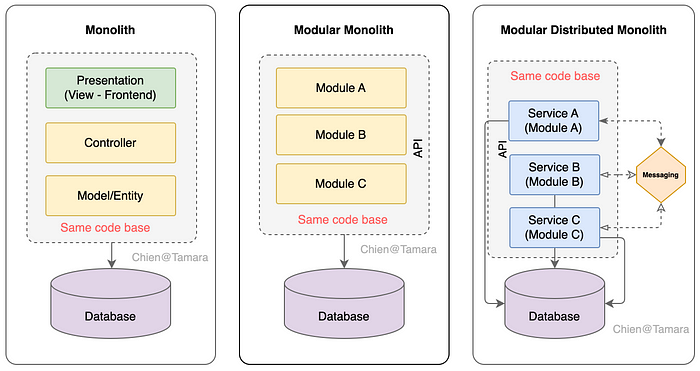 Monolith
Presentation
(View - Frontend)
Controller
Model/Entity
Same code base
Chien@Tamara
Database
Modular Monolith
Module A
Module B
Module C
API
Same code base
Chien@Tamara
Database
Modular Distributed Monolith
Same code base
Service A
(Module A)
API
Service B
(Module B)
Messaging
Service C
(Module C)
Database
Chien@Tamara